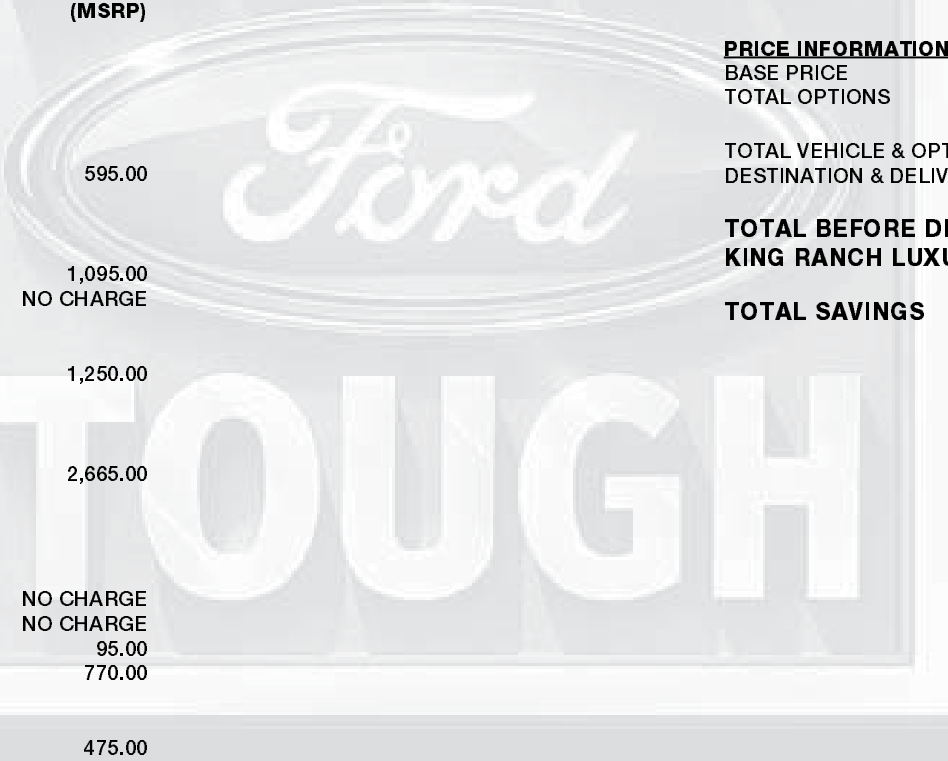 (MSRP)
595.00
1,095.00
NO CHARGE
1,250.00
2,665.00
NO CHARGE
NO CHARGE
95.00
770.00
475.00
Ford
TOUGH
PRICE INFORMATION
BASE PRICE
TOTAL OPTIONS
TOTAL VEHICLE & OPT
DESTINATION & DELIV
TOTAL BEFORE DI
KING RANCH LUXU
TOTAL SAVINGS